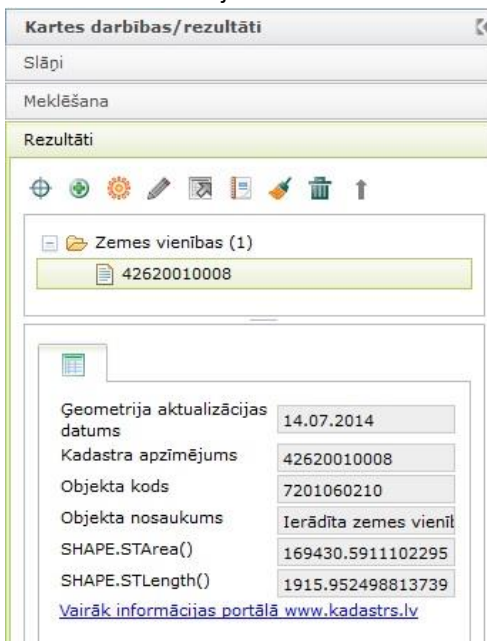 Kartes darbības/rezultāti
Slāņi
Meklēšana
Rezultāti
Zemes vienības (1)
42620010008
Ģeometrija aktualizācijas datums 14.07.2014
Kadastra apzīmējums 42620010008
Objekta kods 7201060210
Objekta nosaukums Ierādīta zemes vienīb
SHAPE.STArea() 169430.5911102295
SHAPE.STLength() 1915.952498813739
Vairāk informācijas portālā www.kadastrs.lv